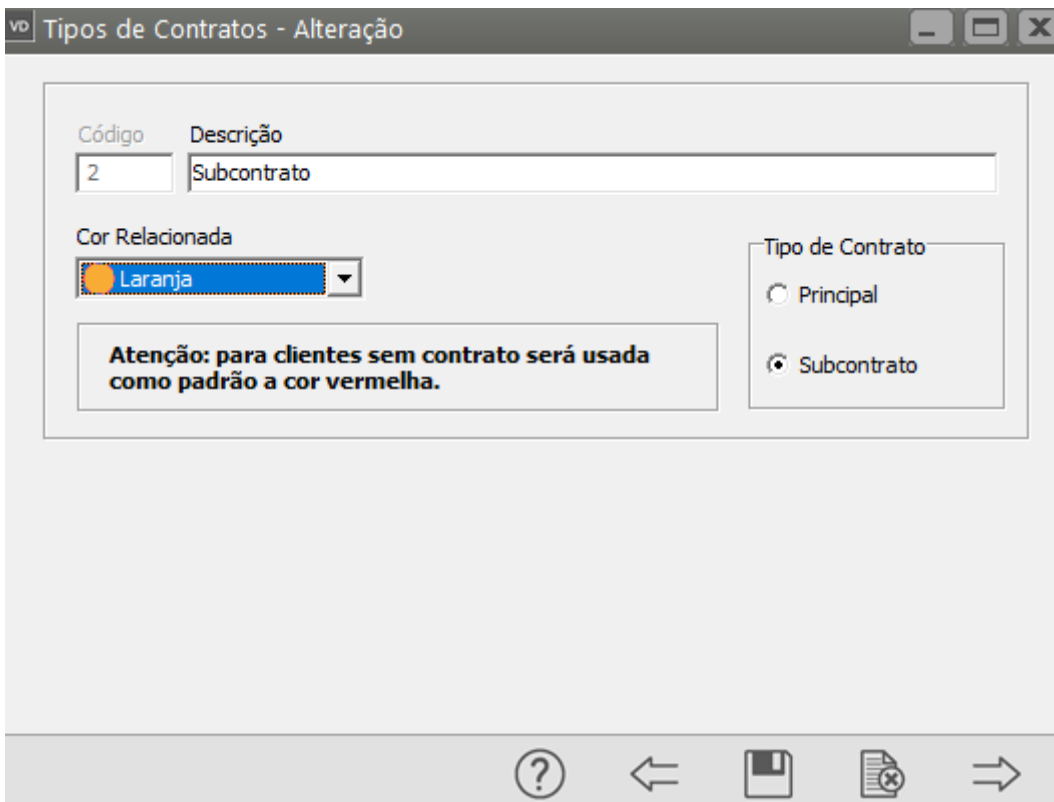 VD Tipos de Contratos - Alteração
Código Descrição
2 Subcontrato
Cor Relacionada
Laranja
Tipo de Contrato
Principal
Subcontrato
Atenção: para clientes sem contrato será usada
como padrão a cor vermelha.
?